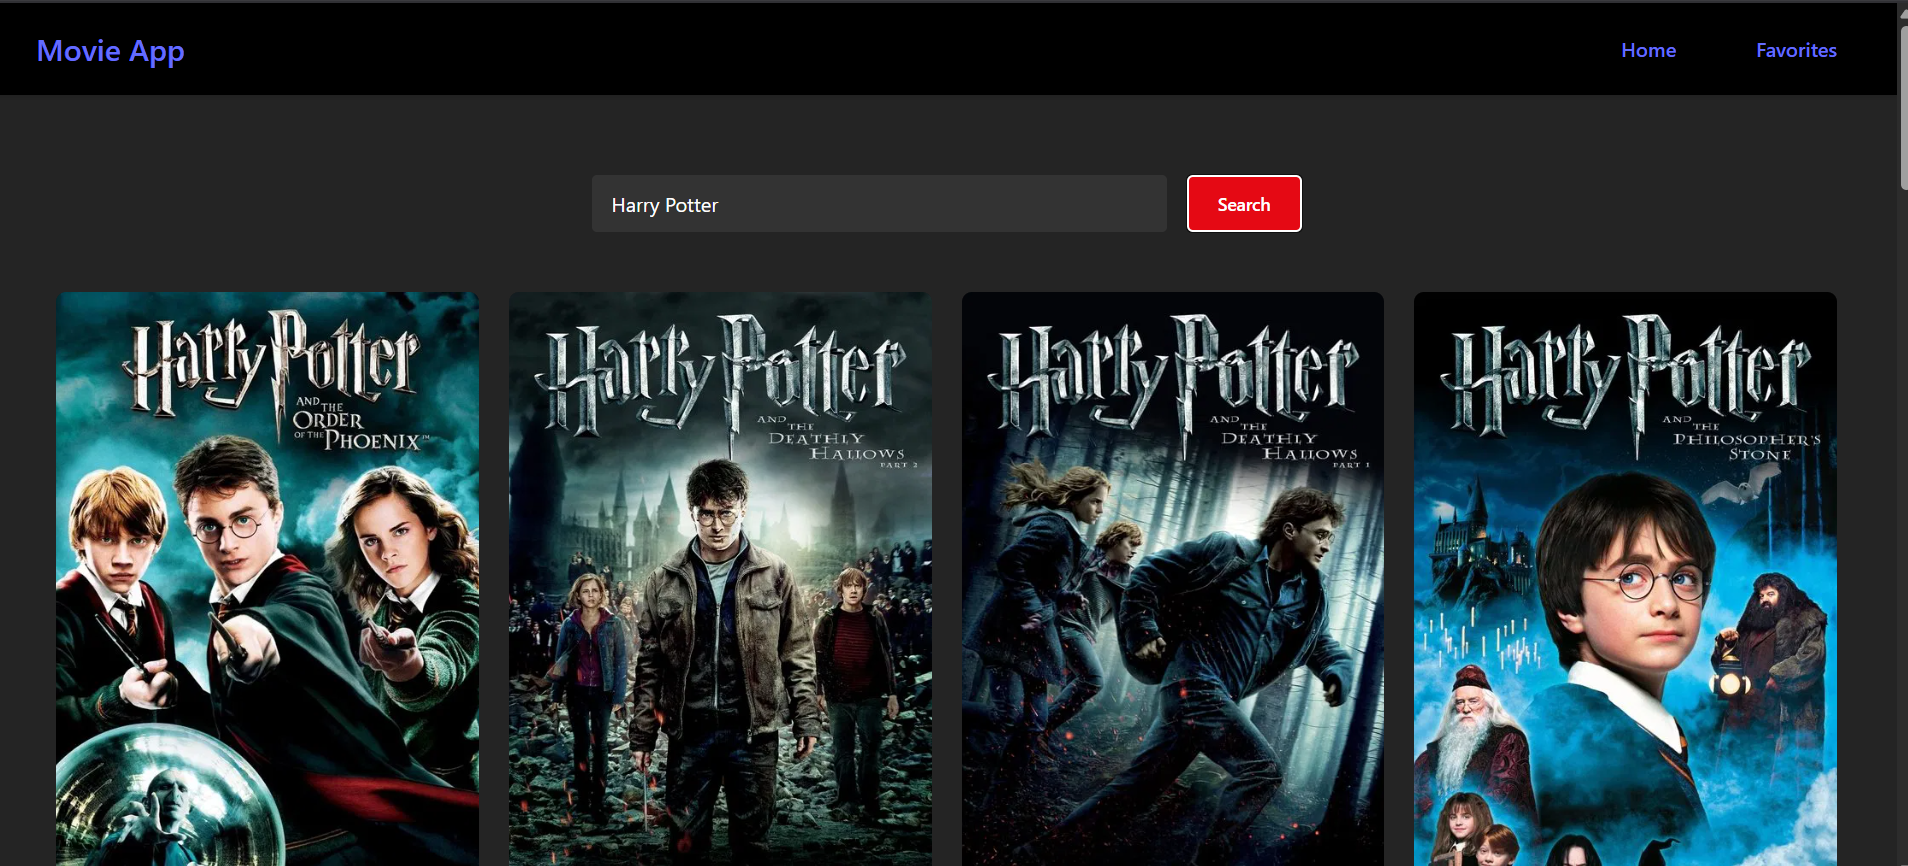 Movie App
Home
Favorites
Harry Potter
Search
Harry Potter
AND THE
ORDER
OF THE PHOENIX™
Harry Potter
AND THE
DEATHLY
HALLOWS
PART 2
Harry Potter
AND THE
DEATHLY
HALLOWS
PART 1
Harry Potter
AND THE
PHILOSOPHER'S
STONE